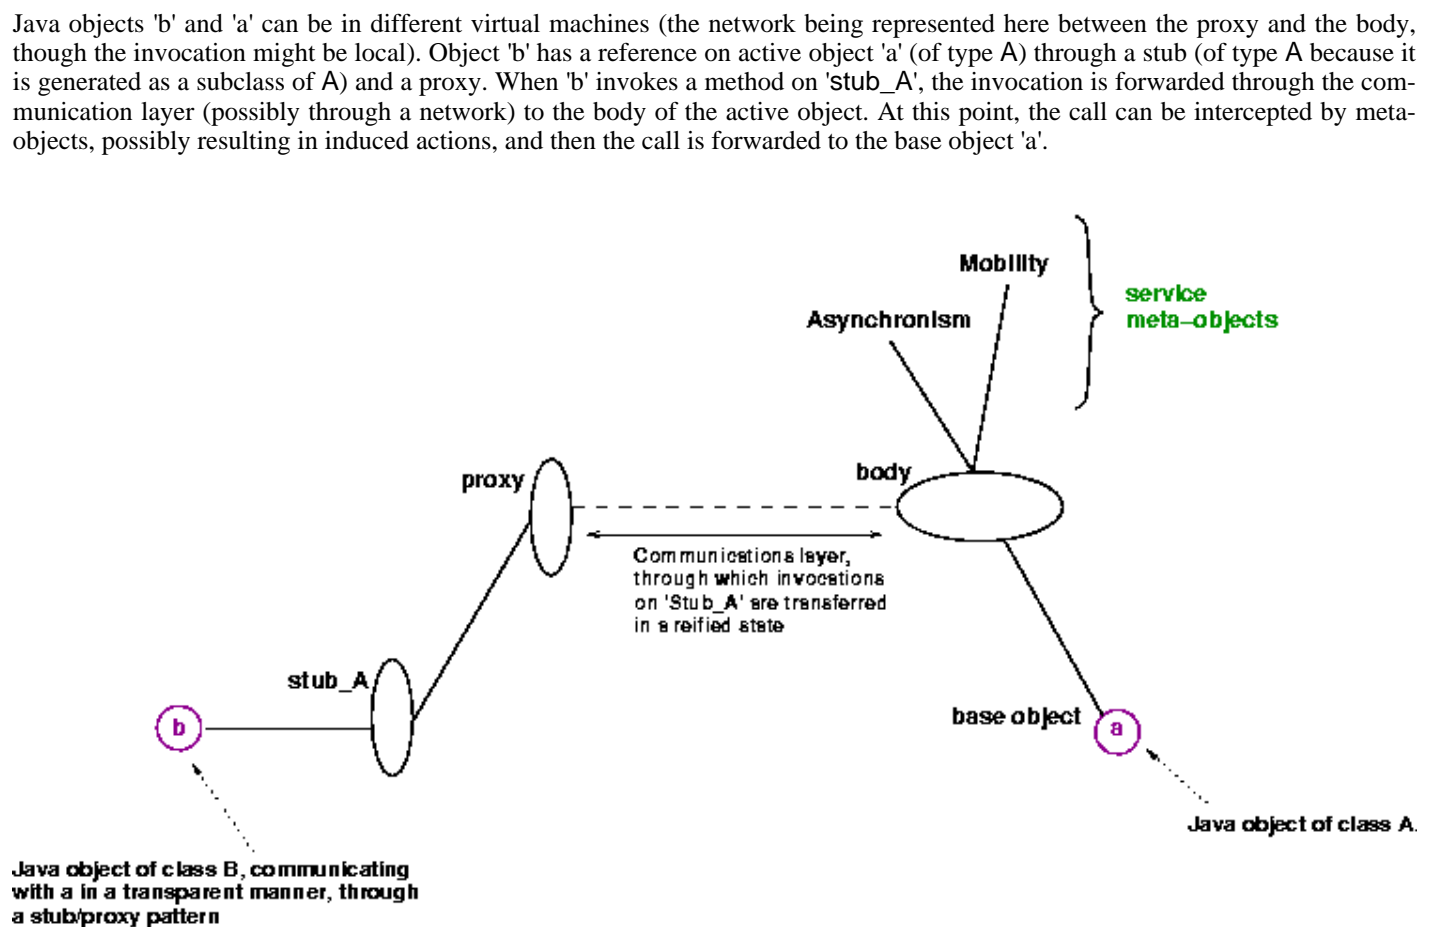 Java objects 'b' and 'a' can be in different virtual machines (the network being represented here between the proxy and the body,
though the invocation might be local). Object 'b' has a reference on active object 'a' (of type A) through a stub (of type A because it
is generated as a subclass of A) and a proxy. When 'b' invokes a method on 'stub_A', the invocation is forwarded through the com-
munication layer (possibly through a network) to the body of the active object. At this point, the call can be intercepted by meta-
objects, possibly resulting in induced actions, and then the call is forwarded to the base object 'a'.
Mobility
Asynchronism
service
meta-objects
body
proxy
Communications layer,
through which invocations
on 'Stub_A' are transferred
in a reified state
stub_A
b
base object
a
Java object of class A.
Java object of class B, communicating
with a in a transparent manner, through
a stub/proxy pattern